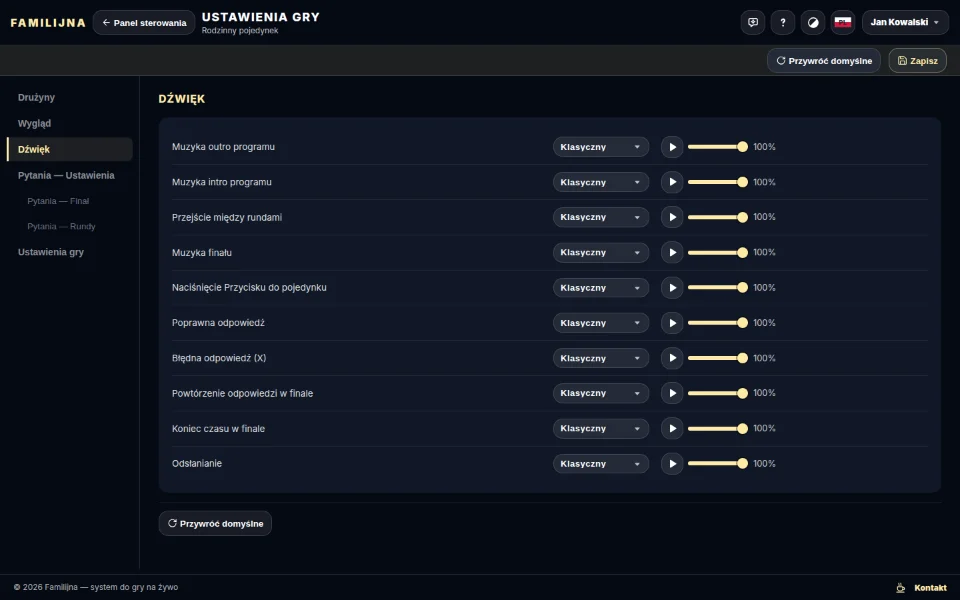 FAMILIJNA
Panel sterowania
USTAWIENIA GRY
Rodzinny pojedynek
?
PL
Jan Kowalski
Przywróć domyślne
Zapisz
Drużyny
Wygląd
Dźwięk
Pytania — Ustawienia
Pytania — Finał
Pytania — Rundy
Ustawienia gry
DŹWIĘK
Muzyka outro programu Klasyczny 100%
Muzyka intro programu Klasyczny 100%
Przejście między rundami Klasyczny 100%
Muzyka finału Klasyczny 100%
Naciśnięcie Przycisku do pojedynku Klasyczny 100%
Poprawna odpowiedź Klasyczny 100%
Błędna odpowiedź (X) Klasyczny 100%
Powtórzenie odpowiedzi w finale Klasyczny 100%
Koniec czasu w finale Klasyczny 100%
Odsłanianie Klasyczny 100%
Przywróć domyślne
© 2026 Familijna — system do gry na żywo
Kontakt